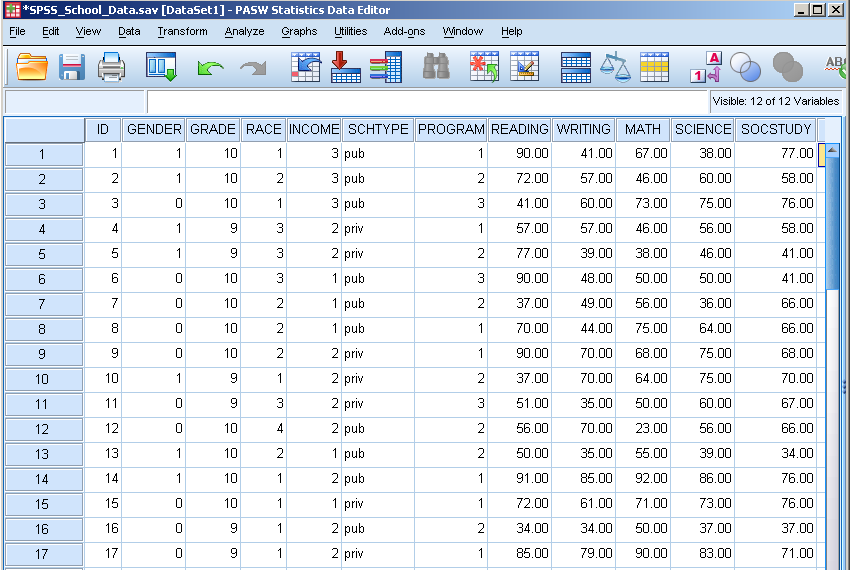 *SPSS_School_Data.sav [DataSet1] - PASW Statistics Data Editor
File Edit View Data Transform Analyze Graphs Utilities Add-ons Window Help
1 A ABC
Visible: 12 of 12 Variables
ID GENDER GRADE RACE INCOME SCHTYPE PROGRAM READING WRITING MATH SCIENCE SOCSTUDY
1 1 1 10 1 3 pub 1 90.00 41.00 67.00 38.00 77.00
2 2 1 10 2 3 pub 2 72.00 57.00 46.00 60.00 58.00
3 3 0 10 1 3 pub 3 41.00 60.00 73.00 75.00 76.00
4 4 1 9 3 2 priv 1 57.00 57.00 46.00 56.00 58.00
5 5 1 9 3 2 priv 2 77.00 39.00 38.00 46.00 41.00
6 6 0 10 3 1 pub 3 90.00 48.00 50.00 50.00 41.00
7 7 0 10 2 1 pub 2 37.00 49.00 56.00 36.00 66.00
8 8 0 10 2 1 pub 1 70.00 44.00 75.00 64.00 66.00
9 9 0 10 2 2 priv 1 90.00 70.00 68.00 75.00 68.00
10 10 1 9 1 2 priv 2 37.00 70.00 64.00 75.00 70.00
11 11 0 9 3 2 priv 3 51.00 35.00 50.00 60.00 67.00
12 12 0 10 4 2 pub 2 56.00 70.00 23.00 56.00 66.00
13 13 1 10 2 1 pub 2 50.00 35.00 55.00 39.00 34.00
14 14 1 10 1 2 pub 1 91.00 85.00 92.00 86.00 76.00
15 15 0 10 1 1 priv 1 72.00 61.00 71.00 73.00 76.00
16 16 0 9 1 2 pub 2 34.00 34.00 50.00 37.00 37.00
17 17 0 9 1 2 priv 1 85.00 79.00 90.00 83.00 71.00